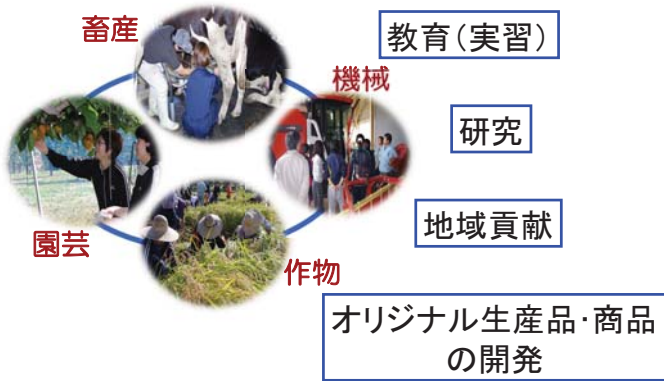 畜産
教育(実習)
機械
研究
地域貢献
園芸
作物
オリジナル生産品・商品
の開発